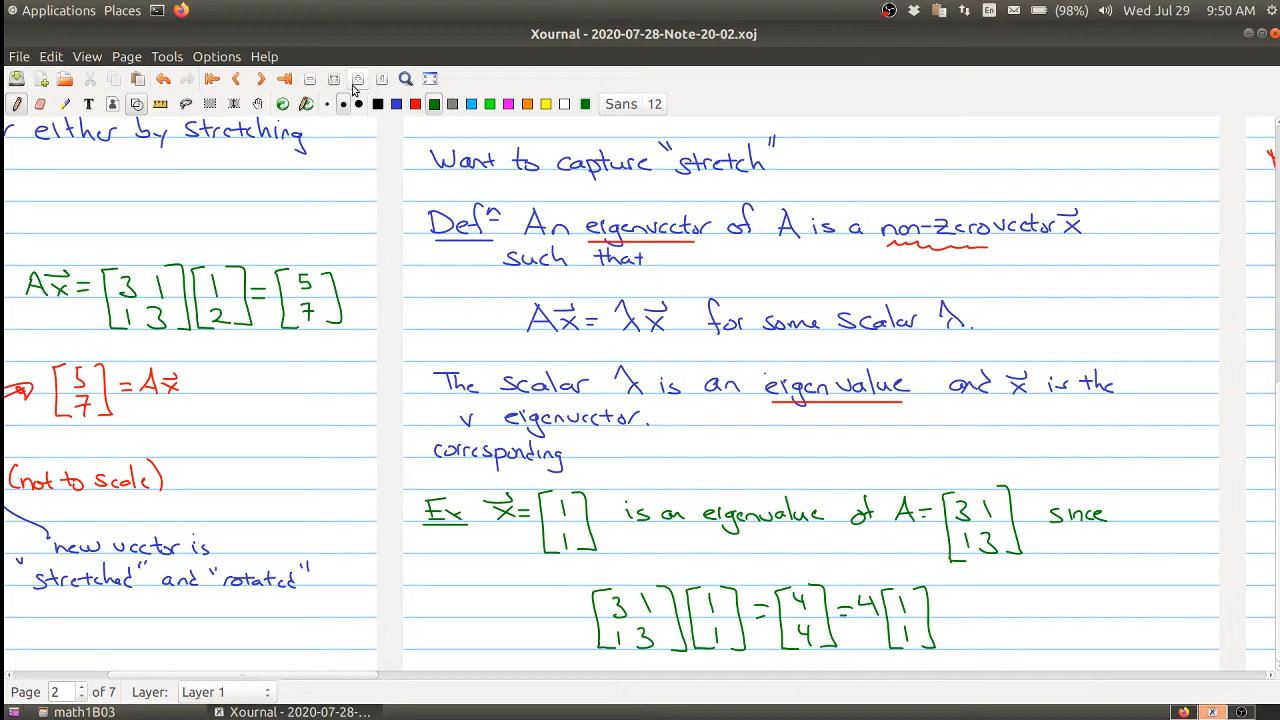 Applications Places En (98%) Wed Jul 29 9:50 AM
Xournal - 2020-07-28-Note-20-02.xoj
File Edit View Page Tools Options Help
Sans 12
r either by stretching
Ax⃗ = [3 1; 1 3] [1; 2] = [5; 7]
[5; 7] = Ax⃗
(not to scale)
new vector is
"stretched" and "rotated"
Want to capture "stretch"
Defⁿ An eigenvector of A is a non-zero vector x⃗
such that
Ax⃗ = λx⃗ for some scalar λ.
The scalar λ is an eigenvalue and x⃗ is the
v eigenvector.
corresponding
Ex x⃗ = [1; 1] is an eigenvalue of A = [3 1; 1 3] since
[3 1; 1 3] [1; 1] = [4; 4] = 4 [1; 1]
Page 2 of 7 Layer: Layer 1
math1B03 Xournal - 2020-07-28-...